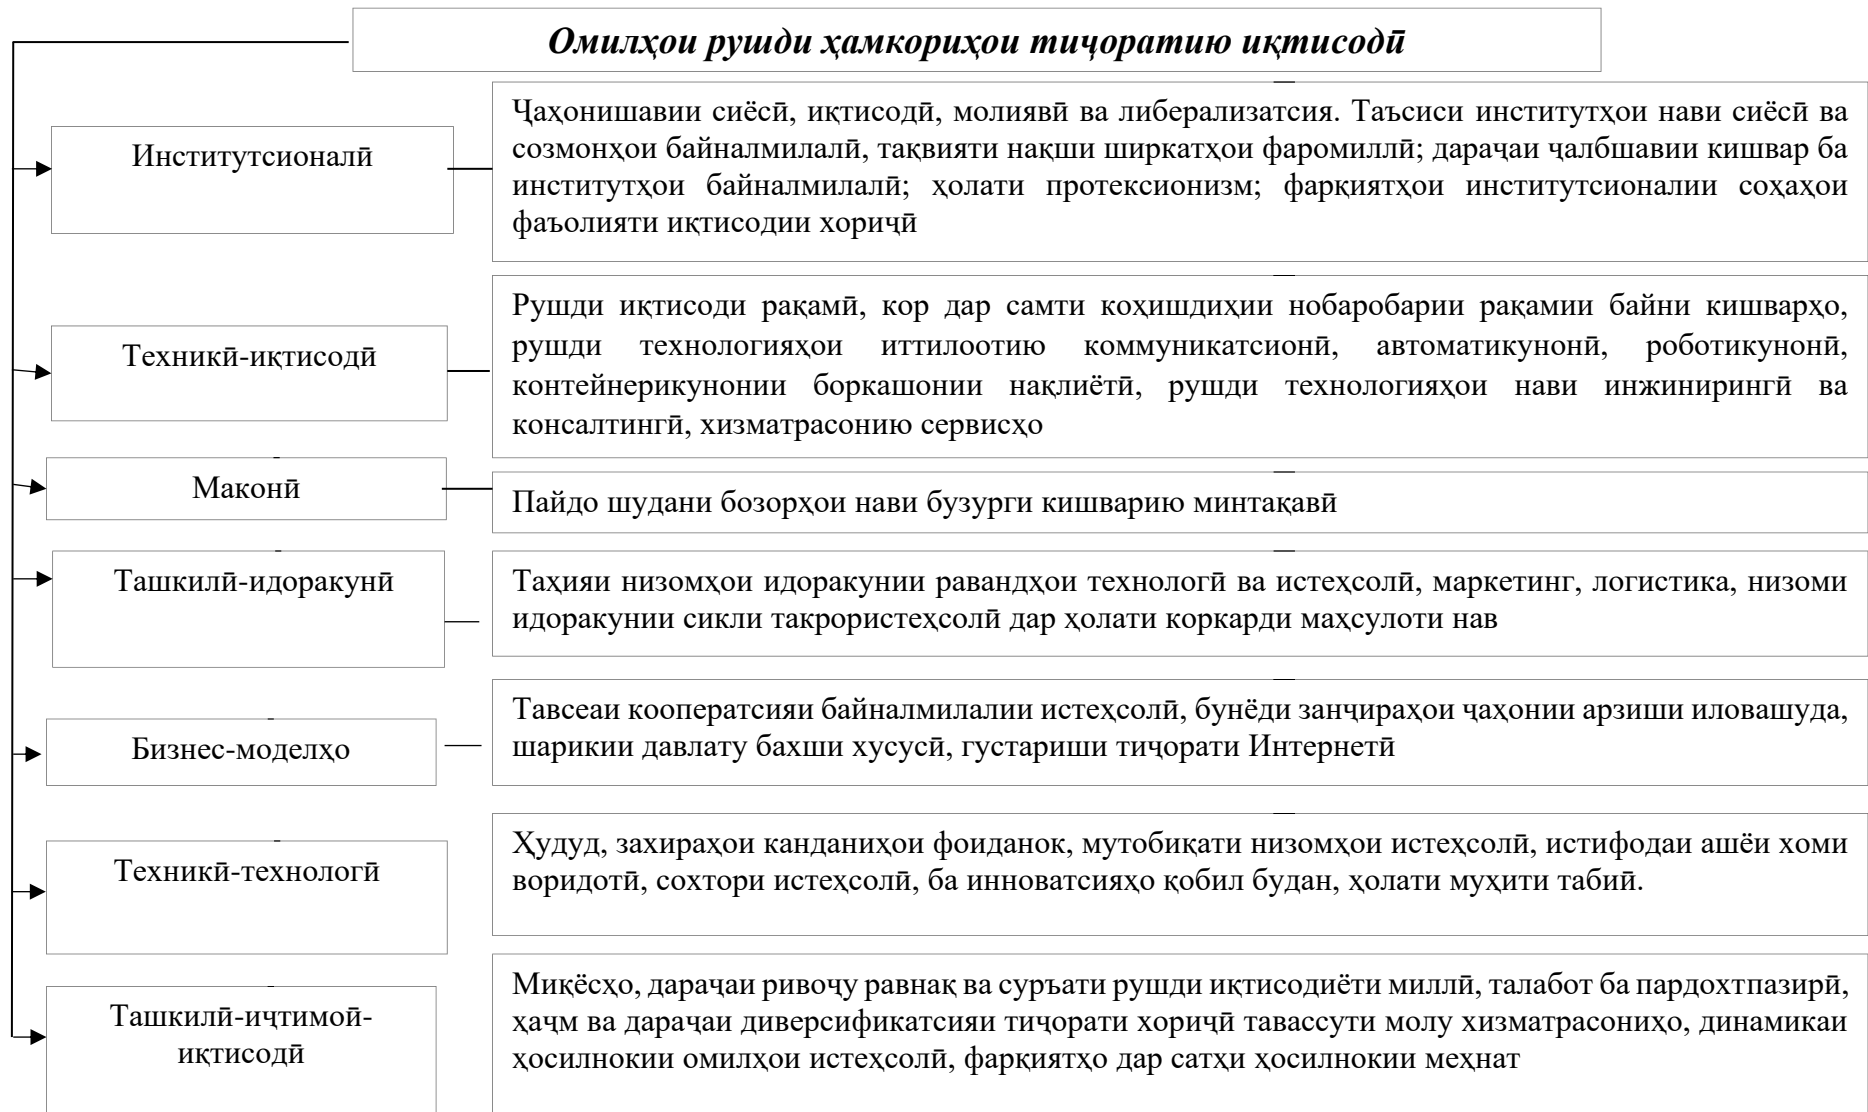 Омилҳои рушди ҳамкориҳои тиҷоратию иқтисодӣ
Институтсионалӣ
Ҷаҳонишавии сиёсӣ, иқтисодӣ, молиявӣ ва либерализатсия. Таъсиси институтҳои нави сиёсӣ ва
созмонҳои байналмилалӣ, тақвияти нақши ширкатҳои фаромиллӣ; дараҷаи ҷалбшавии кишвар ба
институтҳои байналмилалӣ; ҳолати протексионизм; фарқиятҳои институтсионалии соҳаҳои
фаъолияти иқтисодии хориҷӣ
Техникӣ-иқтисодӣ
Рушди иқтисоди рақамӣ, кор дар самти коҳишдиҳии нобаробарии рақамии байни кишварҳо,
рушди технологияҳои иттилоотию коммуникатсионӣ, автоматикунонӣ, роботикунонӣ,
контейнерикунонии боркашонии нақлиётӣ, рушди технологияҳои нави инжинирингӣ ва
консалтингӣ, хизматрасонию сервисҳо
Маконӣ
Пайдо шудани бозорҳои нави бузурги кишварию минтақавӣ
Ташкилӣ-идоракунӣ
Таҳияи низомҳои идоракунии равандҳои технологӣ ва истеҳсолӣ, маркетинг, логистика, низоми
идоракунии сикли такрористеҳсолӣ дар ҳолати коркарди маҳсулоти нав
Бизнес-моделҳо
Тавсеаи кооператсияи байналмилалии истеҳсолӣ, бунёди занҷираҳои ҷаҳонии арзиши иловашуда,
шарикии давлату бахши хусусӣ, густариши тиҷорати Интернетӣ
Техникӣ-технологӣ
Ҳудуд, захираҳои канданиҳои фоиданок, мутобиқати низомҳои истеҳсолӣ, истифодаи ашёи хоми
воридотӣ, сохтори истеҳсолӣ, ба инноватсияҳо қобил будан, ҳолати муҳити табиӣ.
Ташкилӣ-иҷтимоӣ-
иқтисодӣ
Миқёсҳо, дараҷаи ривоҷу равнақ ва суръати рушди иқтисодиёти миллӣ, талабот ба пардохтпазирӣ,
ҳаҷм ва дараҷаи диверсификатсияи тиҷорати хориҷӣ тавассути молу хизматрасониҳо, динамикаи
ҳосилнокии омилҳои истеҳсолӣ, фарқиятҳо дар сатҳи ҳосилнокии меҳнат